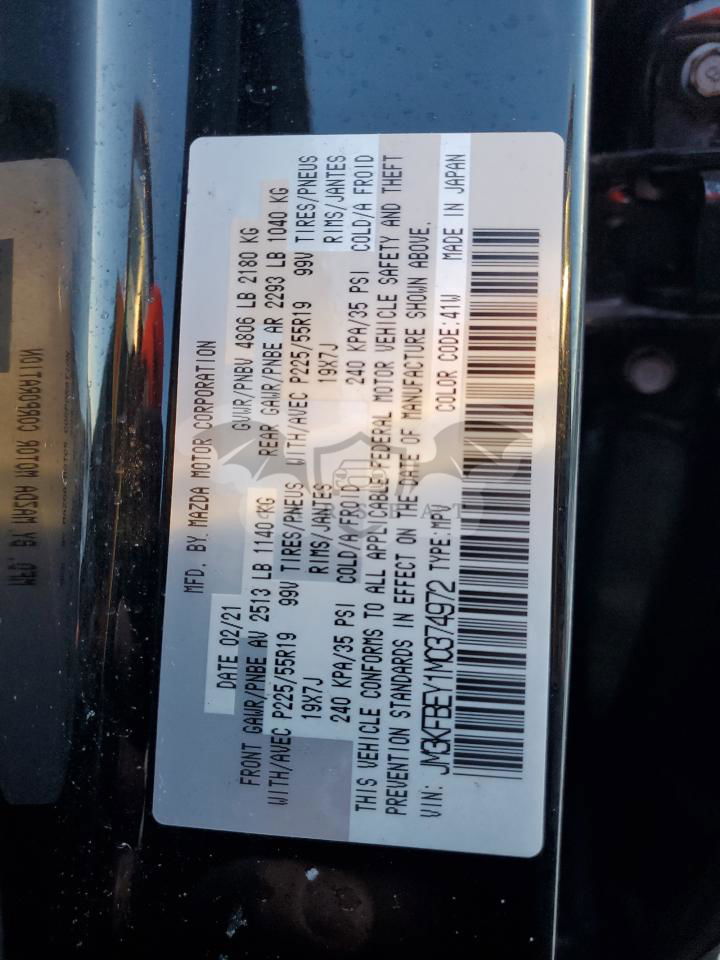 MFD. BY MAZDA MOTOR CORPORATION
DATE 02/21 GVWR/PNBV 4806 LB 2180 KG
FRONT GAWR/PNBE AV 2513 LB 1140 KG REAR GAWR/PNBE AR 2293 LB 1040 KG
WITH/AVEC P225/55R19 99V TIRES/PNEUS WITH/AVEC P225/55R19 99V TIRES/PNEUS
19X7J RIMS/JANTES 19X7J RIMS/JANTES
240 KPA/35 PSI COLD/A FROID 240 KPA/35 PSI COLD/A FROID
THIS VEHICLE CONFORMS TO ALL APPLICABLE FEDERAL MOTOR VEHICLE SAFETY AND THEFT
PREVENTION STANDARDS IN EFFECT ON THE DATE OF MANUFACTURE SHOWN ABOVE.
VIN: JM3KFBEY1M0374972 TYPE:MPV COLOR CODE:41W MADE IN JAPAN